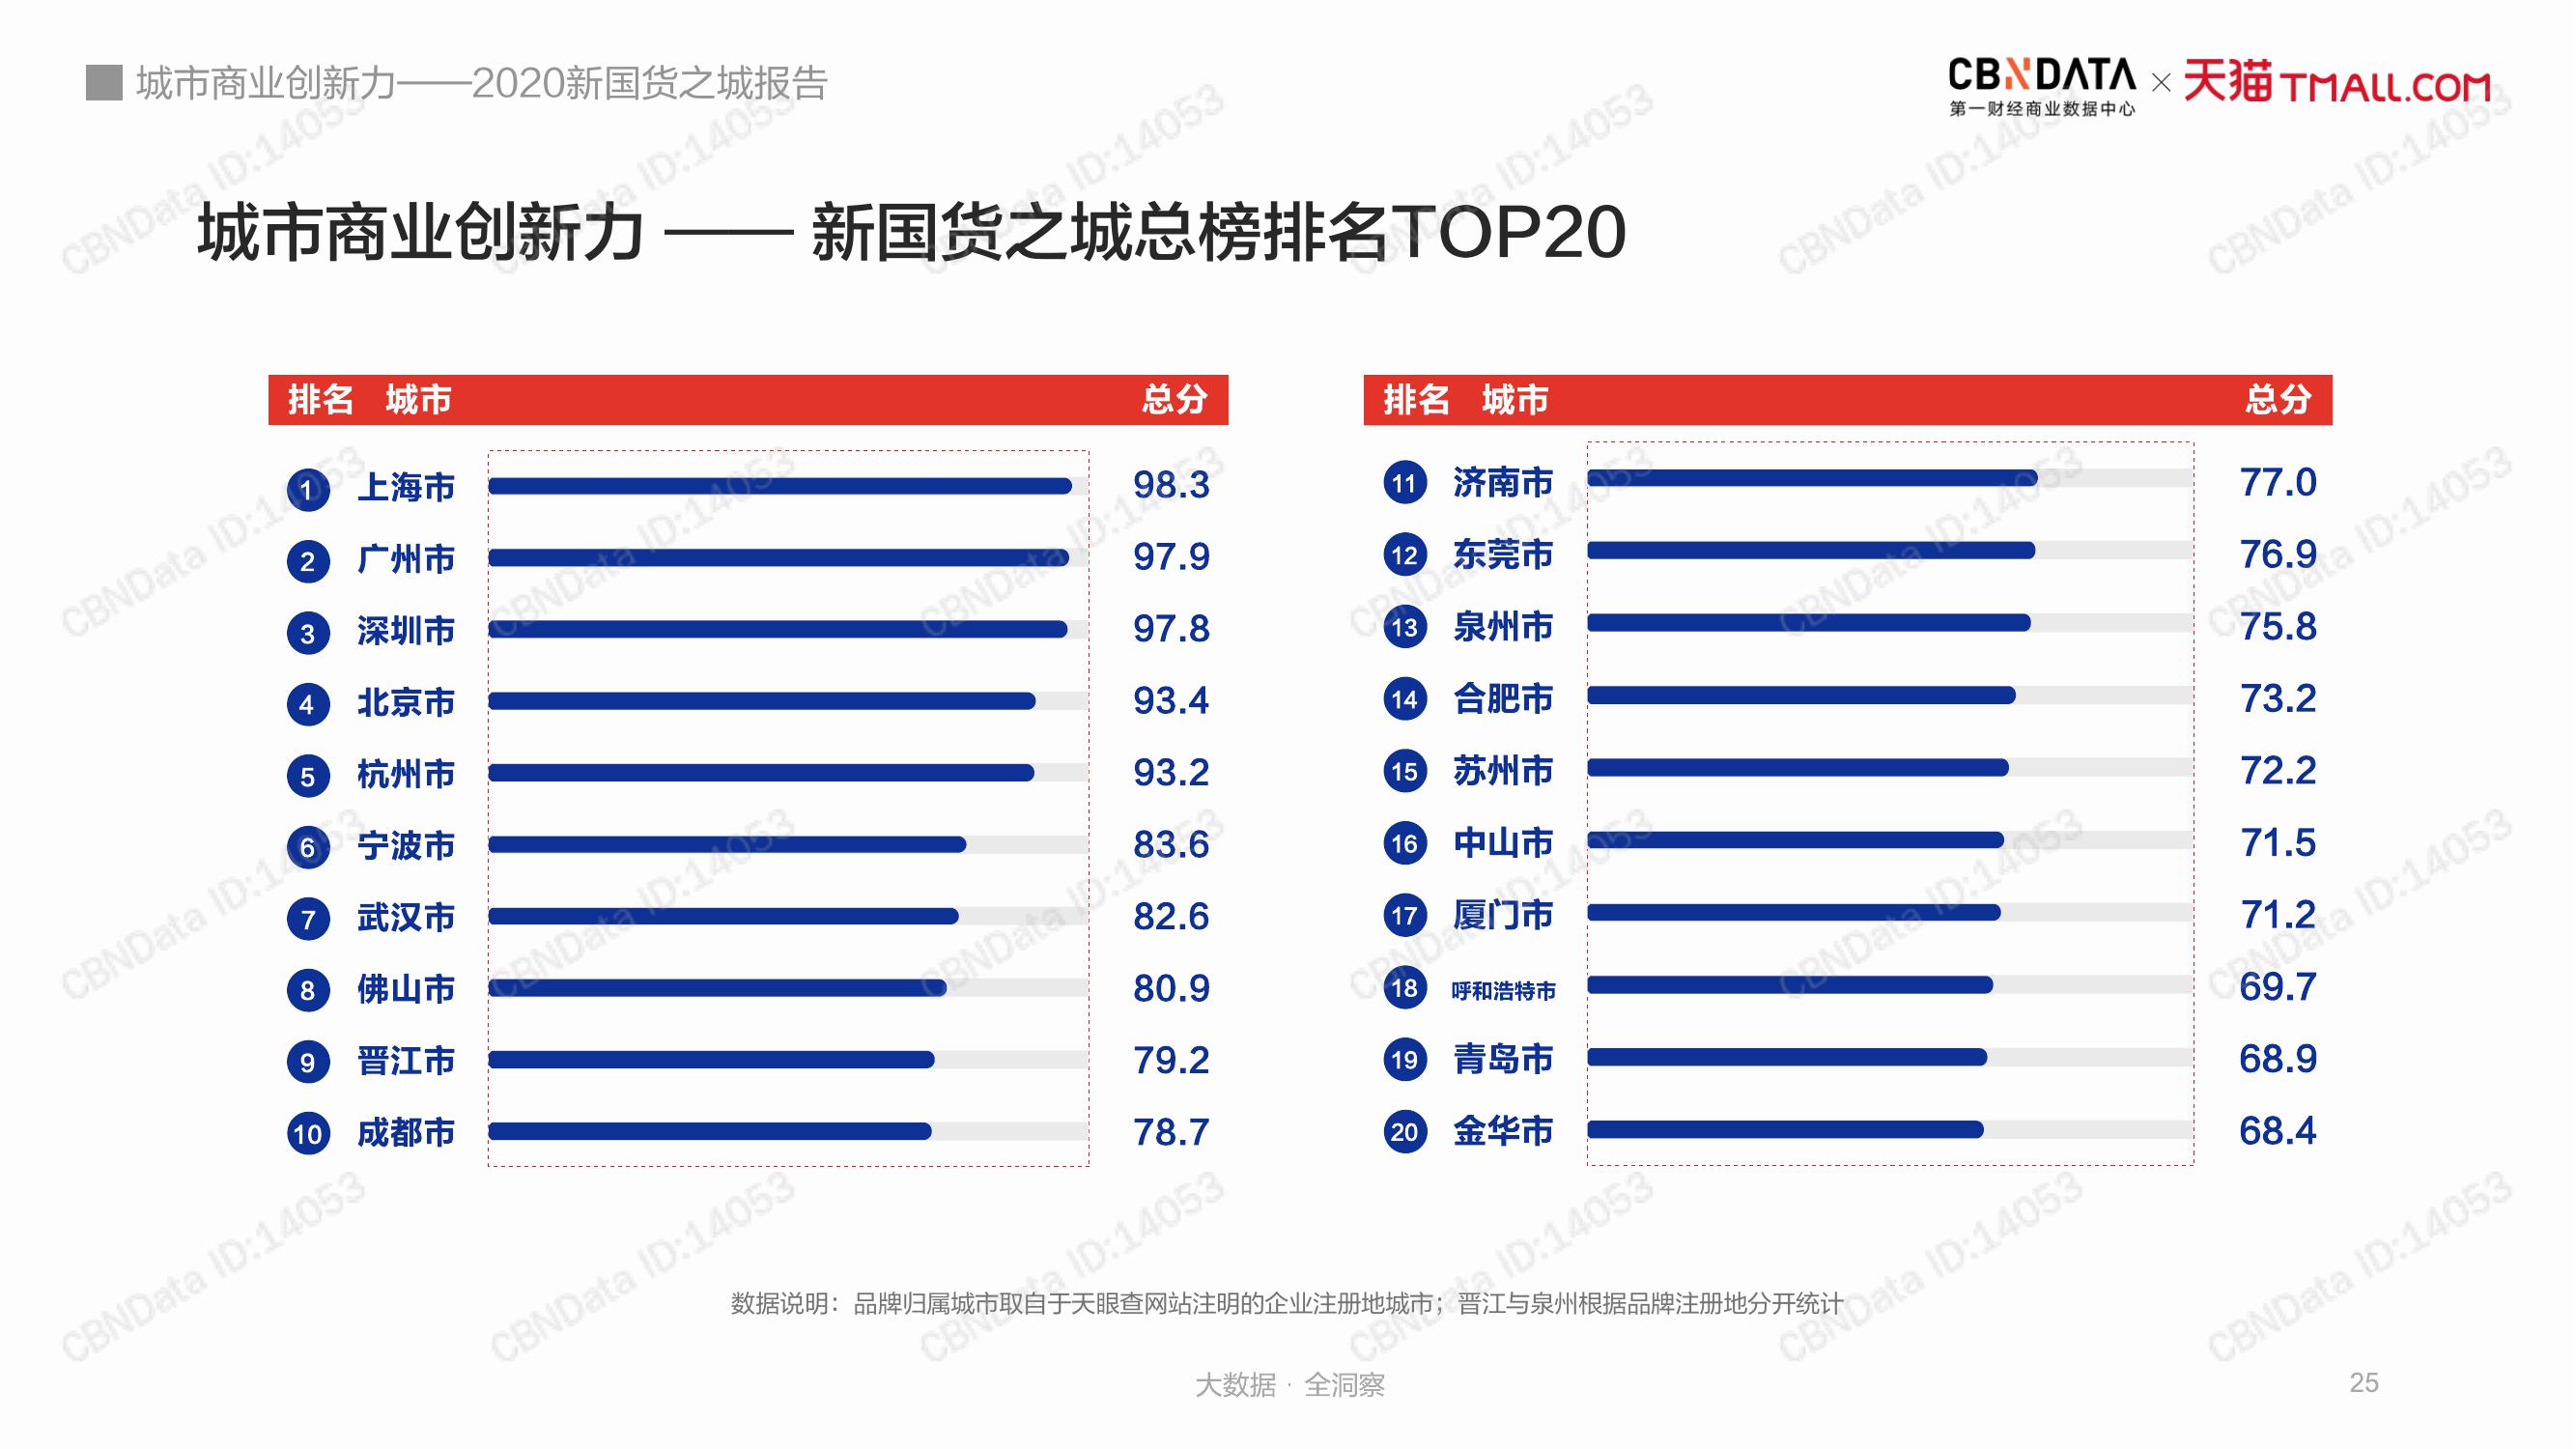 城市商业创新力——2020新国货之城报告
CBNDATA × 天猫 TMALL.COM
第一财经商业数据中心
城市商业创新力 —— 新国货之城总榜排名TOP20
排名 城市 总分
1 上海市 98.3
2 广州市 97.9
3 深圳市 97.8
4 北京市 93.4
5 杭州市 93.2
6 宁波市 83.6
7 武汉市 82.6
8 佛山市 80.9
9 晋江市 79.2
10 成都市 78.7
排名 城市 总分
11 济南市 77.0
12 东莞市 76.9
13 泉州市 75.8
14 合肥市 73.2
15 苏州市 72.2
16 中山市 71.5
17 厦门市 71.2
18 呼和浩特市 69.7
19 青岛市 68.9
20 金华市 68.4
数据说明：品牌归属城市取自于天眼查网站注明的企业注册地城市；晋江与泉州根据品牌注册地分开统计
大数据 · 全洞察
25
CBNData ID:14053